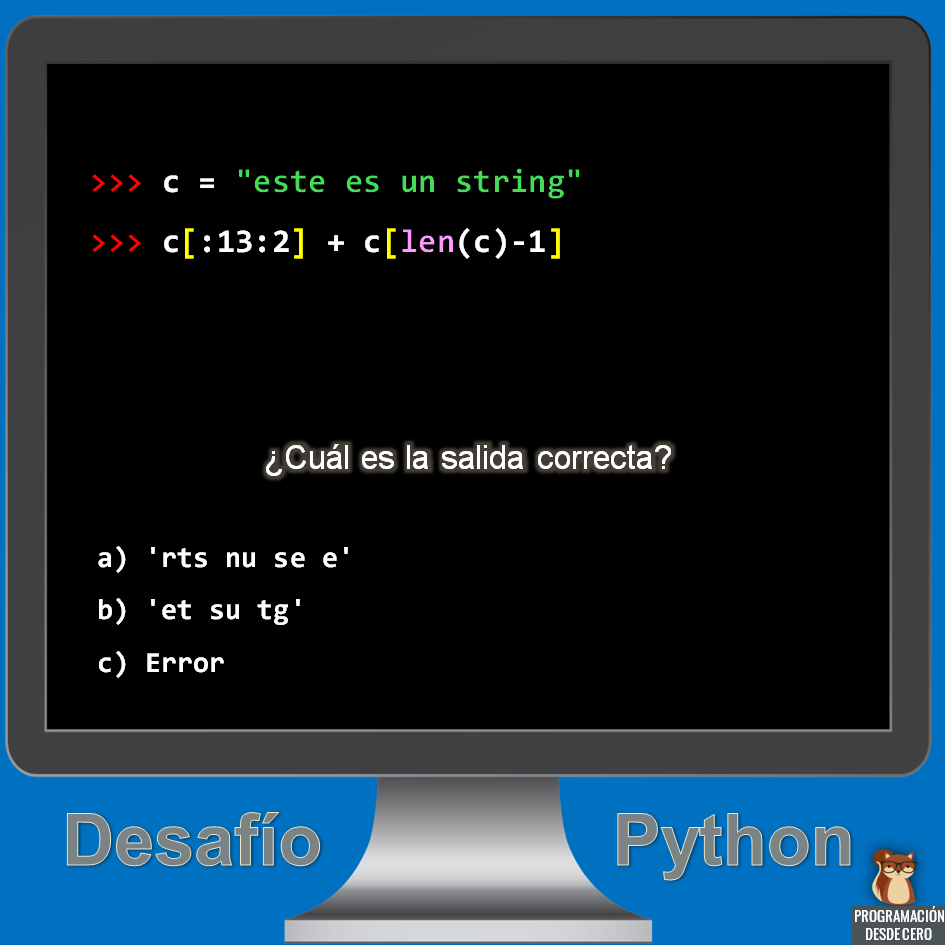 >>> c = "este es un string"
>>> c[:13:2] + c[len(c)-1]
¿Cuál es la salida correcta?
a) 'rts nu se e'
b) 'et su tg'
c) Error
Desafío Python
PROGRAMACIÓN
DESDE CERO